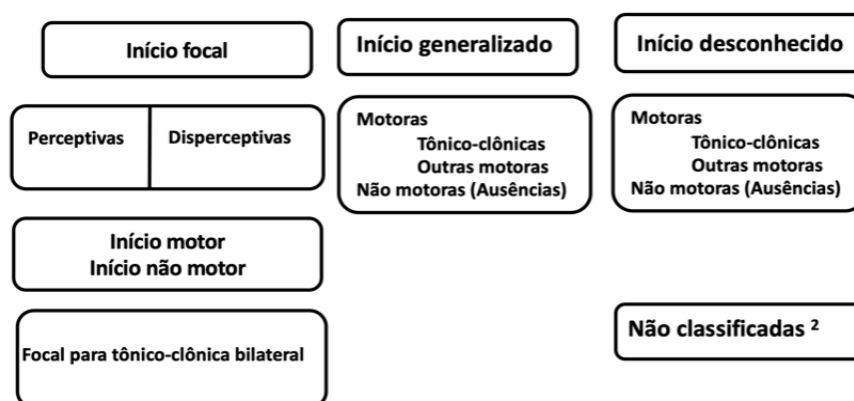 Início focal
Início generalizado
Início desconhecido
Perceptivas
Disperceptivas
Motoras
Tônico-clônicas
Outras motoras
Não motoras (Ausências)
Motoras
Tônico-clônicas
Outras motoras
Não motoras (Ausências)
Início motor
Início não motor
Focal para tônico-clônica bilateral
Não classificadas ²